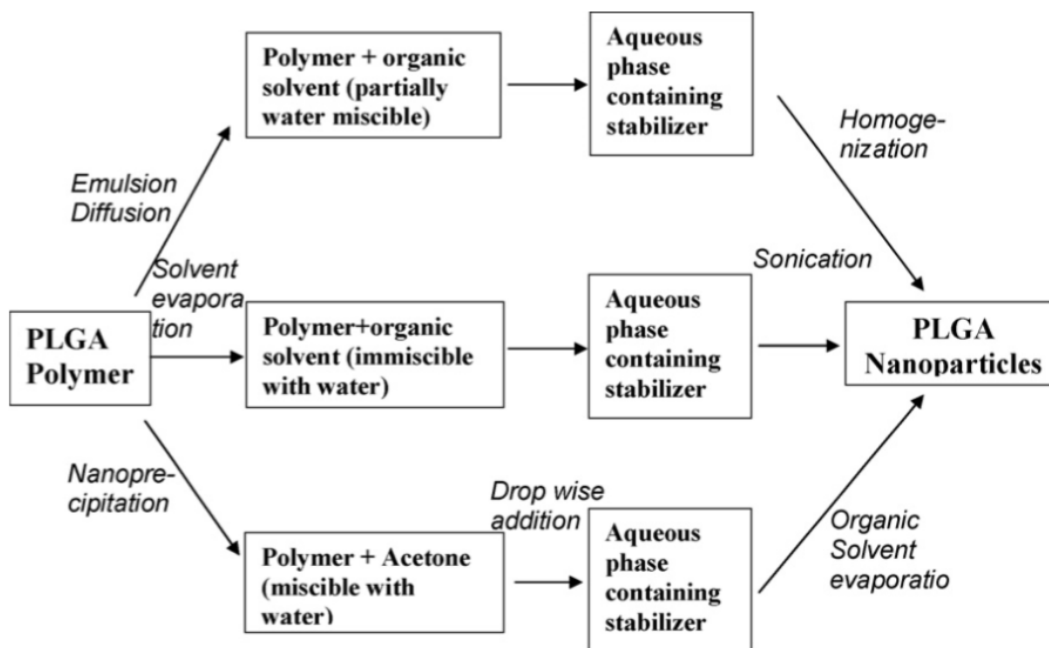 Polymer + organic
solvent (partially
water miscible)
Aqueous
phase
containing
stabilizer
Homoge-
nization
Emulsion
Diffusion
Solvent
evapora
tion
Sonication
PLGA
Polymer
Polymer+organic
solvent (immiscible
with water)
Aqueous
phase
containing
stabilizer
PLGA
Nanoparticles
Nanopre-
cipitation
Drop wise
addition
Polymer + Acetone
(miscible with
water)
Aqueous
phase
containing
stabilizer
Organic
Solvent
evaporatio